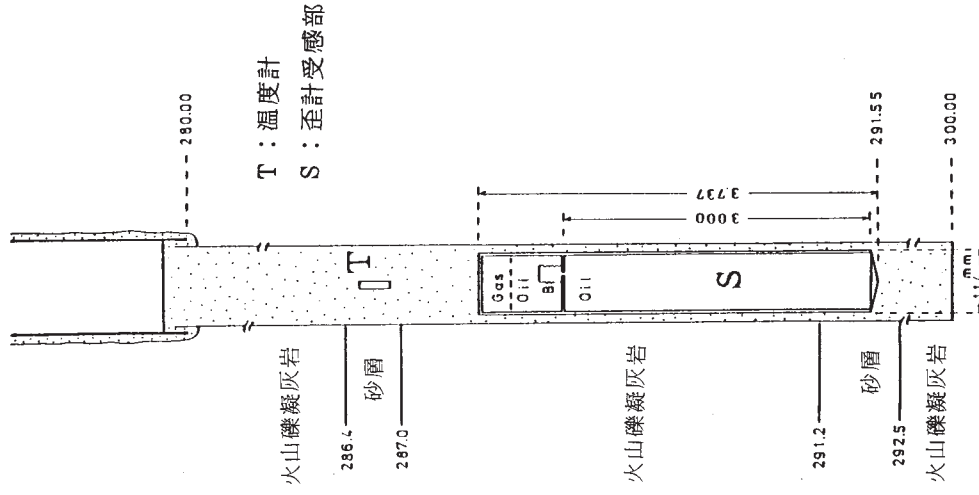 280.00
T：温度計
S：歪計受感部
T
Gas
Oil
Oil
S
3.737
3.000
291.55
300.00
mm
火山礫凝灰岩
286.4
砂層
287.0
火山礫凝灰岩
291.2
砂層
292.5
火山礫凝灰岩